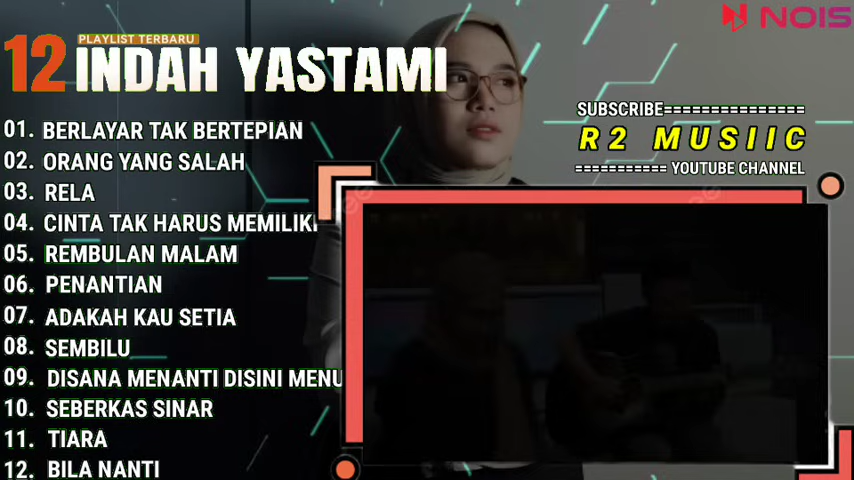 12
PLAYLIST TERBARU
INDAH YASTAMI
NOIS
SUBSCRIBE===============
R2 MUSIIC
=========== YOUTUBE CHANNEL
01. BERLAYAR TAK BERTEPIAN
02. ORANG YANG SALAH
03. RELA
04. CINTA TAK HARUS MEMILIKI
05. REMBULAN MALAM
06. PENANTIAN
07. ADAKAH KAU SETIA
08. SEMBILU
09. DISANA MENANTI DISINI MENU
10. SEBERKAS SINAR
11. TIARA
12. BILA NANTI